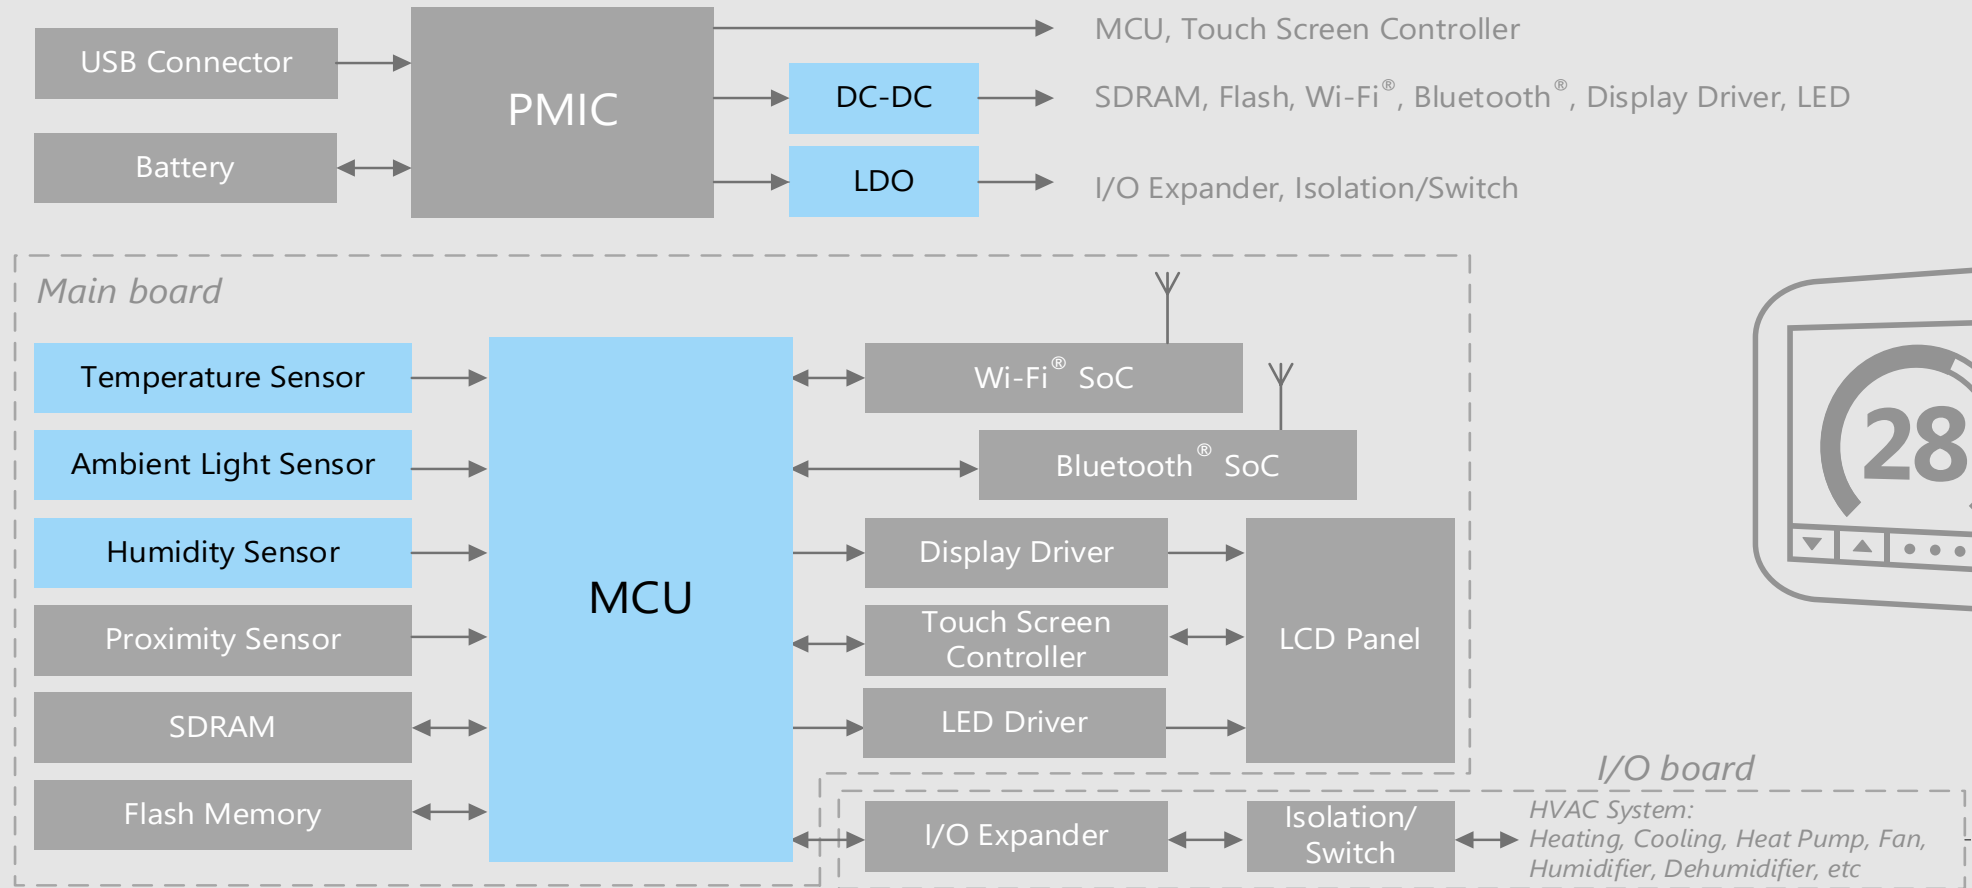 USB Connector
Battery
PMIC
DC-DC
LDO
MCU, Touch Screen Controller
SDRAM, Flash, Wi-Fi®, Bluetooth®, Display Driver, LED
I/O Expander, Isolation/Switch
Main board
Temperature Sensor
Ambient Light Sensor
Humidity Sensor
Proximity Sensor
SDRAM
Flash Memory
MCU
Wi-Fi® SoC
Bluetooth® SoC
Display Driver
Touch Screen
Controller
LED Driver
LCD Panel
28
I/O board
I/O Expander
Isolation/
Switch
HVAC System:
Heating, Cooling, Heat Pump, Fan,
Humidifier, Dehumidifier, etc